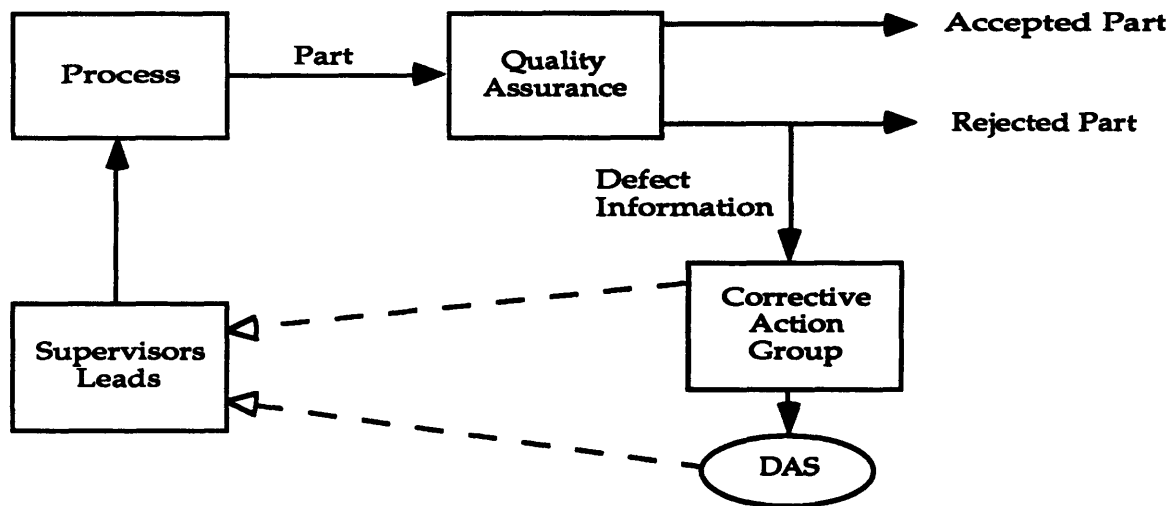 Process
Part
Quality
Assurance
Accepted Part
Rejected Part
Defect
Information
Corrective
Action
Group
Supervisors
Leads
DAS